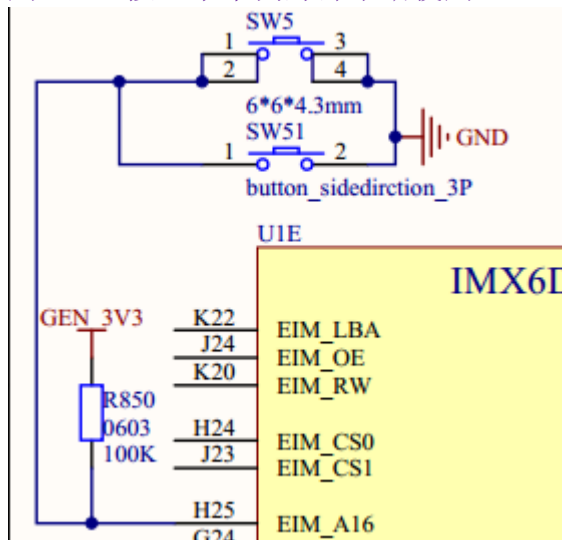 SW5
1 3
2 4
6*6*4.3mm
SW51
1 2
GND
button_sidedirction_3P
U1E
IMX6D
GEN_3V3
K22 EIM_LBA
J24 EIM_OE
K20 EIM_RW
R850
0603
100K
H24 EIM_CS0
J23 EIM_CS1
H25 EIM_A16
G24